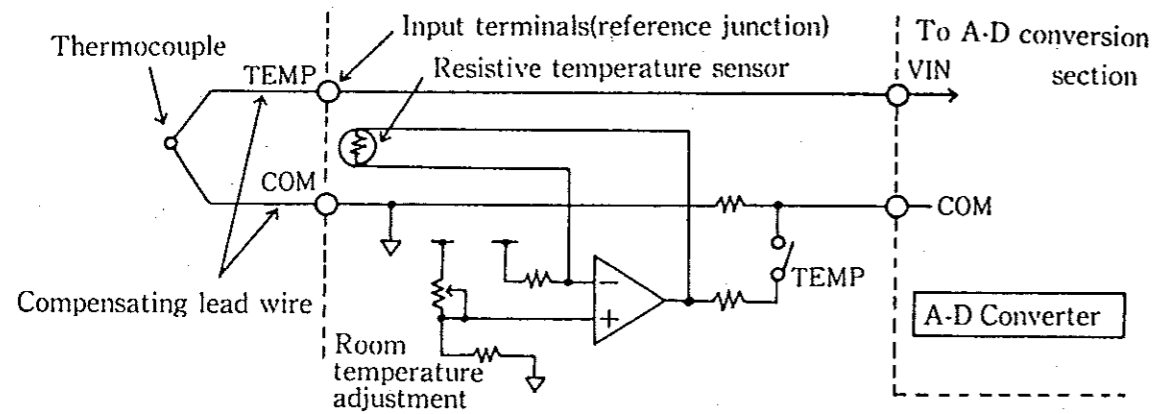 Input terminals(reference junction)
To A-D conversion
section
Thermocouple
TEMP
Resistive temperature sensor
VIN
COM
COM
TEMP
Compensating lead wire
A-D Converter
Room
temperature
adjustment